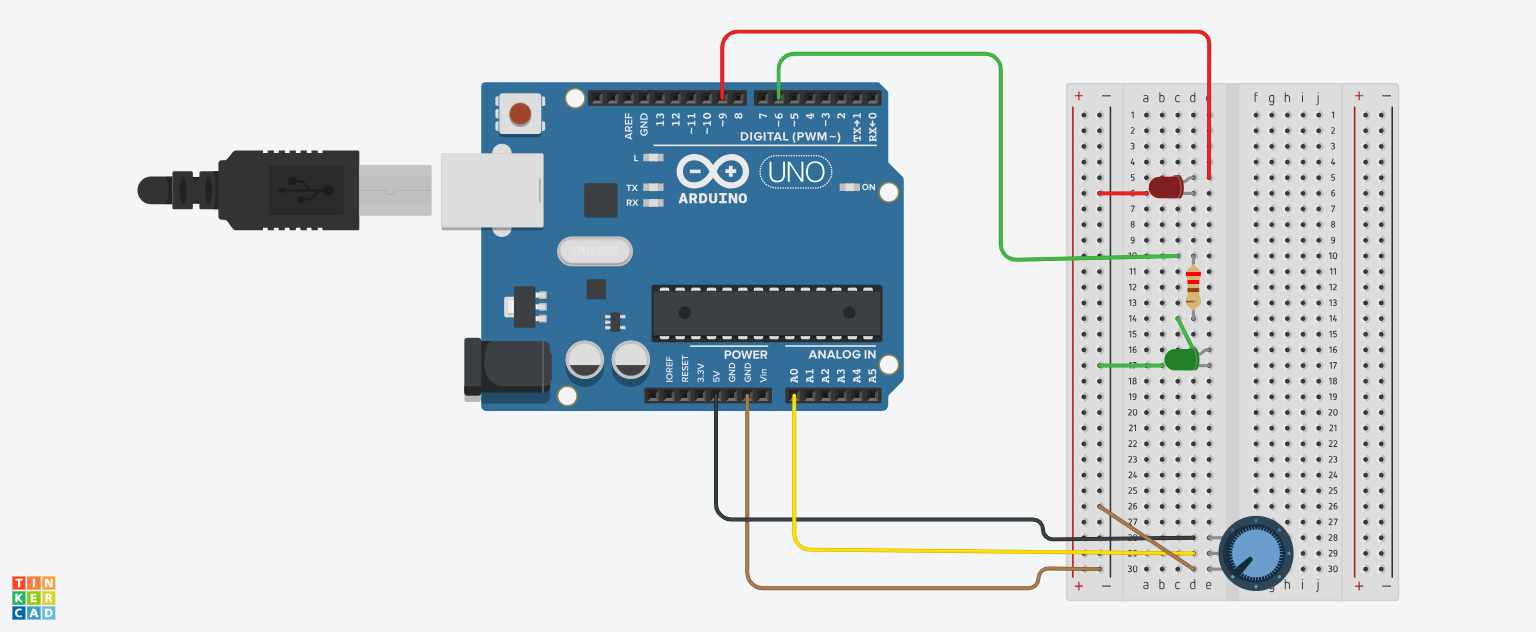 AREF
GND
13
12
~11
~10
~9
8
7
~6
~5
4
~3
2
TX→1
RX←0
DIGITAL (PWM~)
L
TX
RX
ON
UNO
ARDUINO
POWER
ANALOG IN
IOREF
RESET
3.3V
5V
GND
GND
Vin
A0
A1
A2
A3
A4
A5
+ − a b c d e f g h i j + −
1 1
2 2
3 3
4 4
5 5
6 6
7 7
8 8
9 9
10 10
11 11
12 12
13 13
14 14
15 15
16 16
17 17
18 18
19 19
20 20
21 21
22 22
23 23
24 24
25 25
26 26
27 27
28 28
29 29
30 30
+ − a b c d e g h i j + −
TIN
KER
CAD